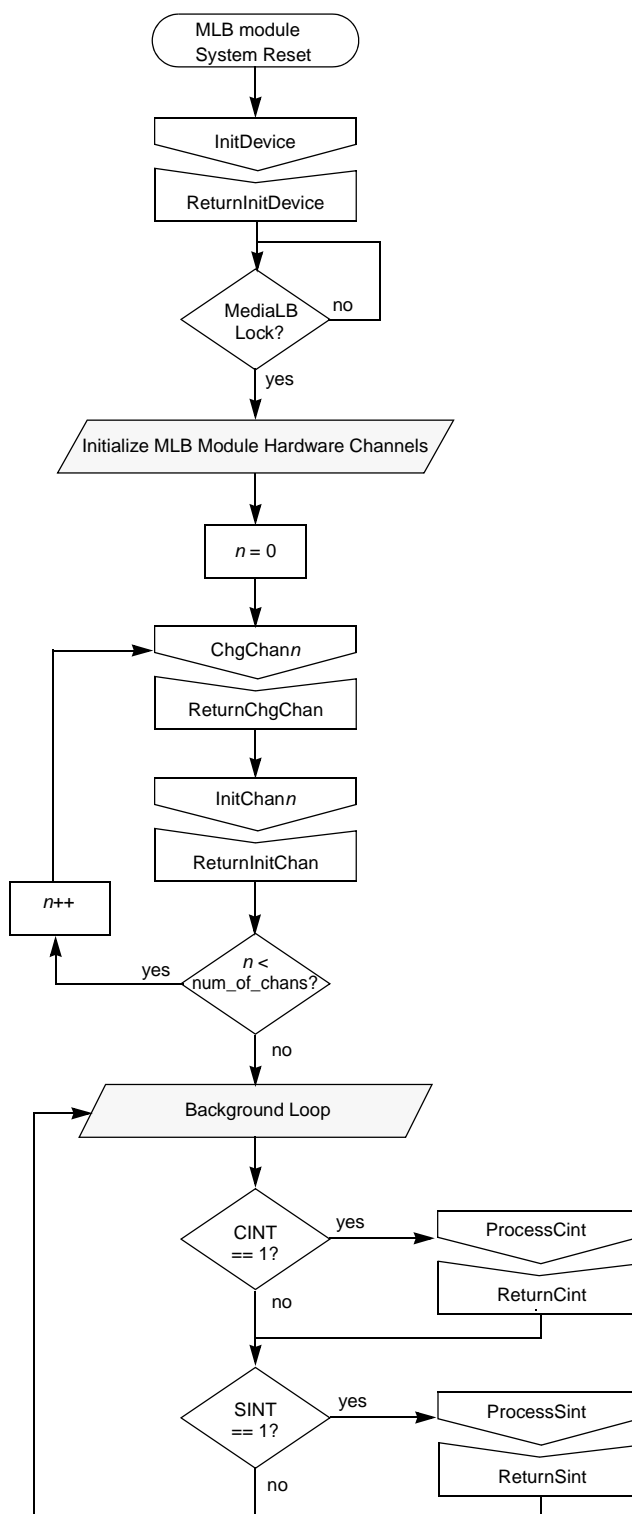 MLB module
System Reset
InitDevice
ReturnInitDevice
MediaLB
Lock?
no
yes
Initialize MLB Module Hardware Channels
n = 0
ChgChann
ReturnChgChan
InitChann
ReturnInitChan
n++
yes
n <
num_of_chans?
no
Background Loop
CINT
== 1?
yes
ProcessCint
ReturnCint
no
SINT
== 1?
yes
ProcessSint
ReturnSint
no